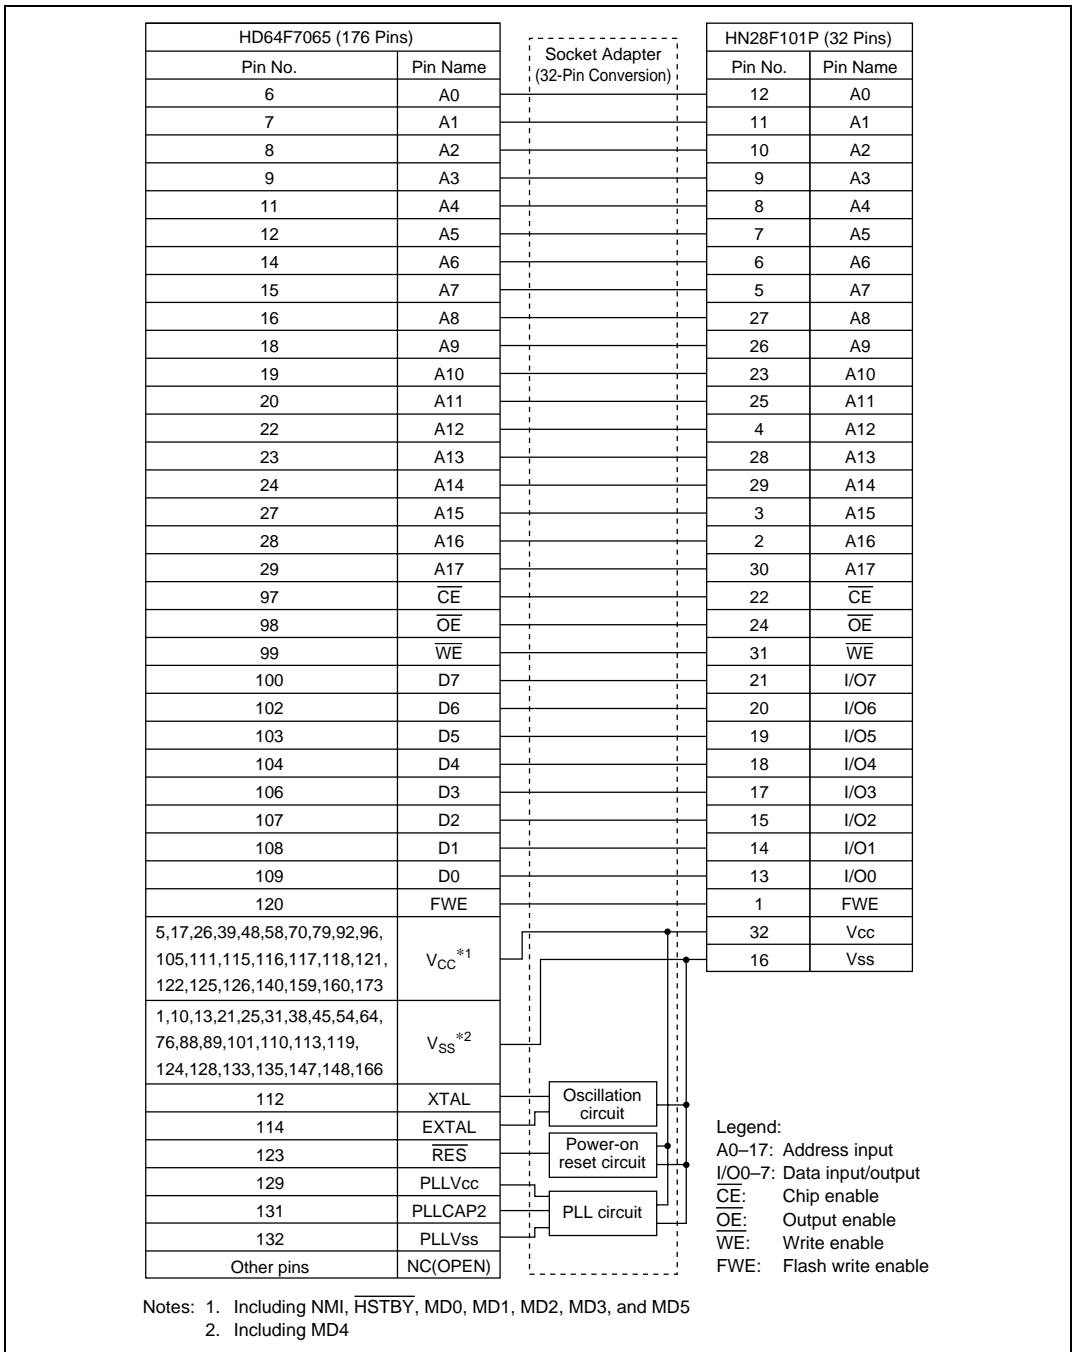 HD64F7065 (176 Pins) Socket Adapter (32-Pin Conversion) HN28F101P (32 Pins)
Pin No. Pin Name Pin No. Pin Name
6 A0 12 A0
7 A1 11 A1
8 A2 10 A2
9 A3 9 A3
11 A4 8 A4
12 A5 7 A5
14 A6 6 A6
15 A7 5 A7
16 A8 27 A8
18 A9 26 A9
19 A10 23 A10
20 A11 25 A11
22 A12 4 A12
23 A13 28 A13
24 A14 29 A14
27 A15 3 A15
28 A16 2 A16
29 A17 30 A17
97 C̅E̅ 22 C̅E̅
98 O̅E̅ 24 O̅E̅
99 W̅E̅ 31 W̅E̅
100 D7 21 I/O7
102 D6 20 I/O6
103 D5 19 I/O5
104 D4 18 I/O4
106 D3 17 I/O3
107 D2 15 I/O2
108 D1 14 I/O1
109 D0 13 I/O0
120 FWE 1 FWE
5,17,26,39,48,58,70,79,92,96, 32 Vcc
105,111,115,116,117,118,121, VCC*1 16 Vss
122,125,126,140,159,160,173
1,10,13,21,25,31,38,45,54,64,
76,88,89,101,110,113,119, VSS*2
124,128,133,135,147,148,166
112 XTAL Oscillation circuit
114 EXTAL
123 R̅E̅S̅ Power-on reset circuit
129 PLLVcc
131 PLLCAP2 PLL circuit
132 PLLVss
Other pins NC(OPEN)
Legend:
A0–17: Address input
I/O0–7: Data input/output
C̅E̅: Chip enable
O̅E̅: Output enable
W̅E̅: Write enable
FWE: Flash write enable
Notes: 1. Including NMI, H̅S̅T̅B̅Y̅, MD0, MD1, MD2, MD3, and MD5
2. Including MD4